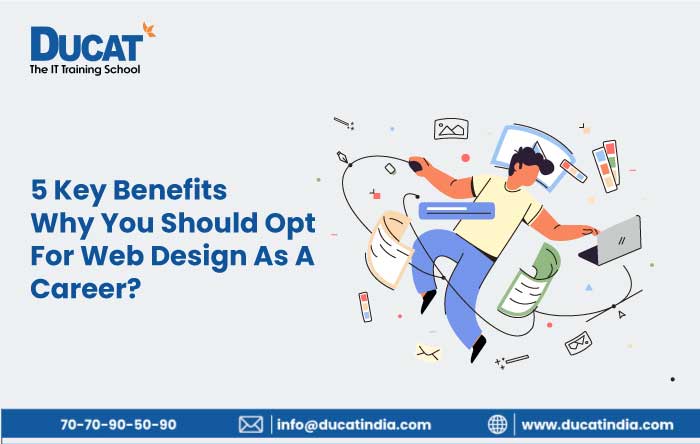 DUCAT
The IT Training School
5 Key Benefits
Why You Should Opt
For Web Design As A
Career?
70-70-90-50-90
info@ducatindia.com
www.ducatindia.com